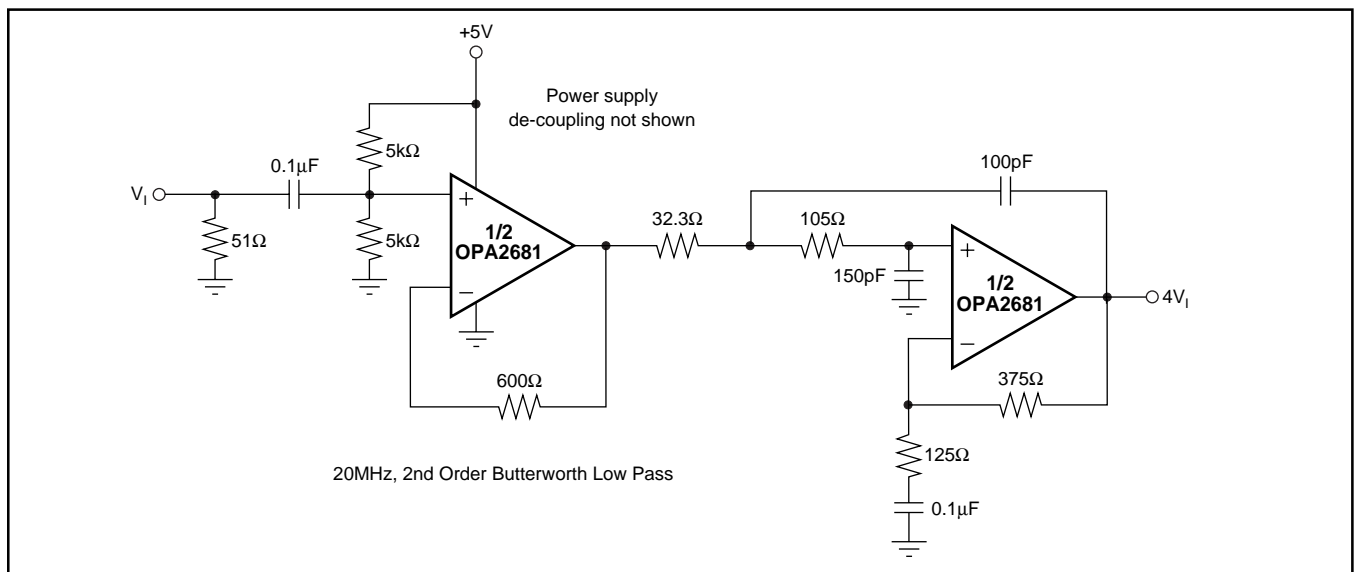 +5V
Power supply
de-coupling not shown
5kΩ
0.1µF
100pF
V_I
+
1/2
OPA2681
−
32.3Ω
105Ω
51Ω
5kΩ
150pF
+
1/2
OPA2681
−
4V_I
600Ω
375Ω
125Ω
20MHz, 2nd Order Butterworth Low Pass
0.1µF